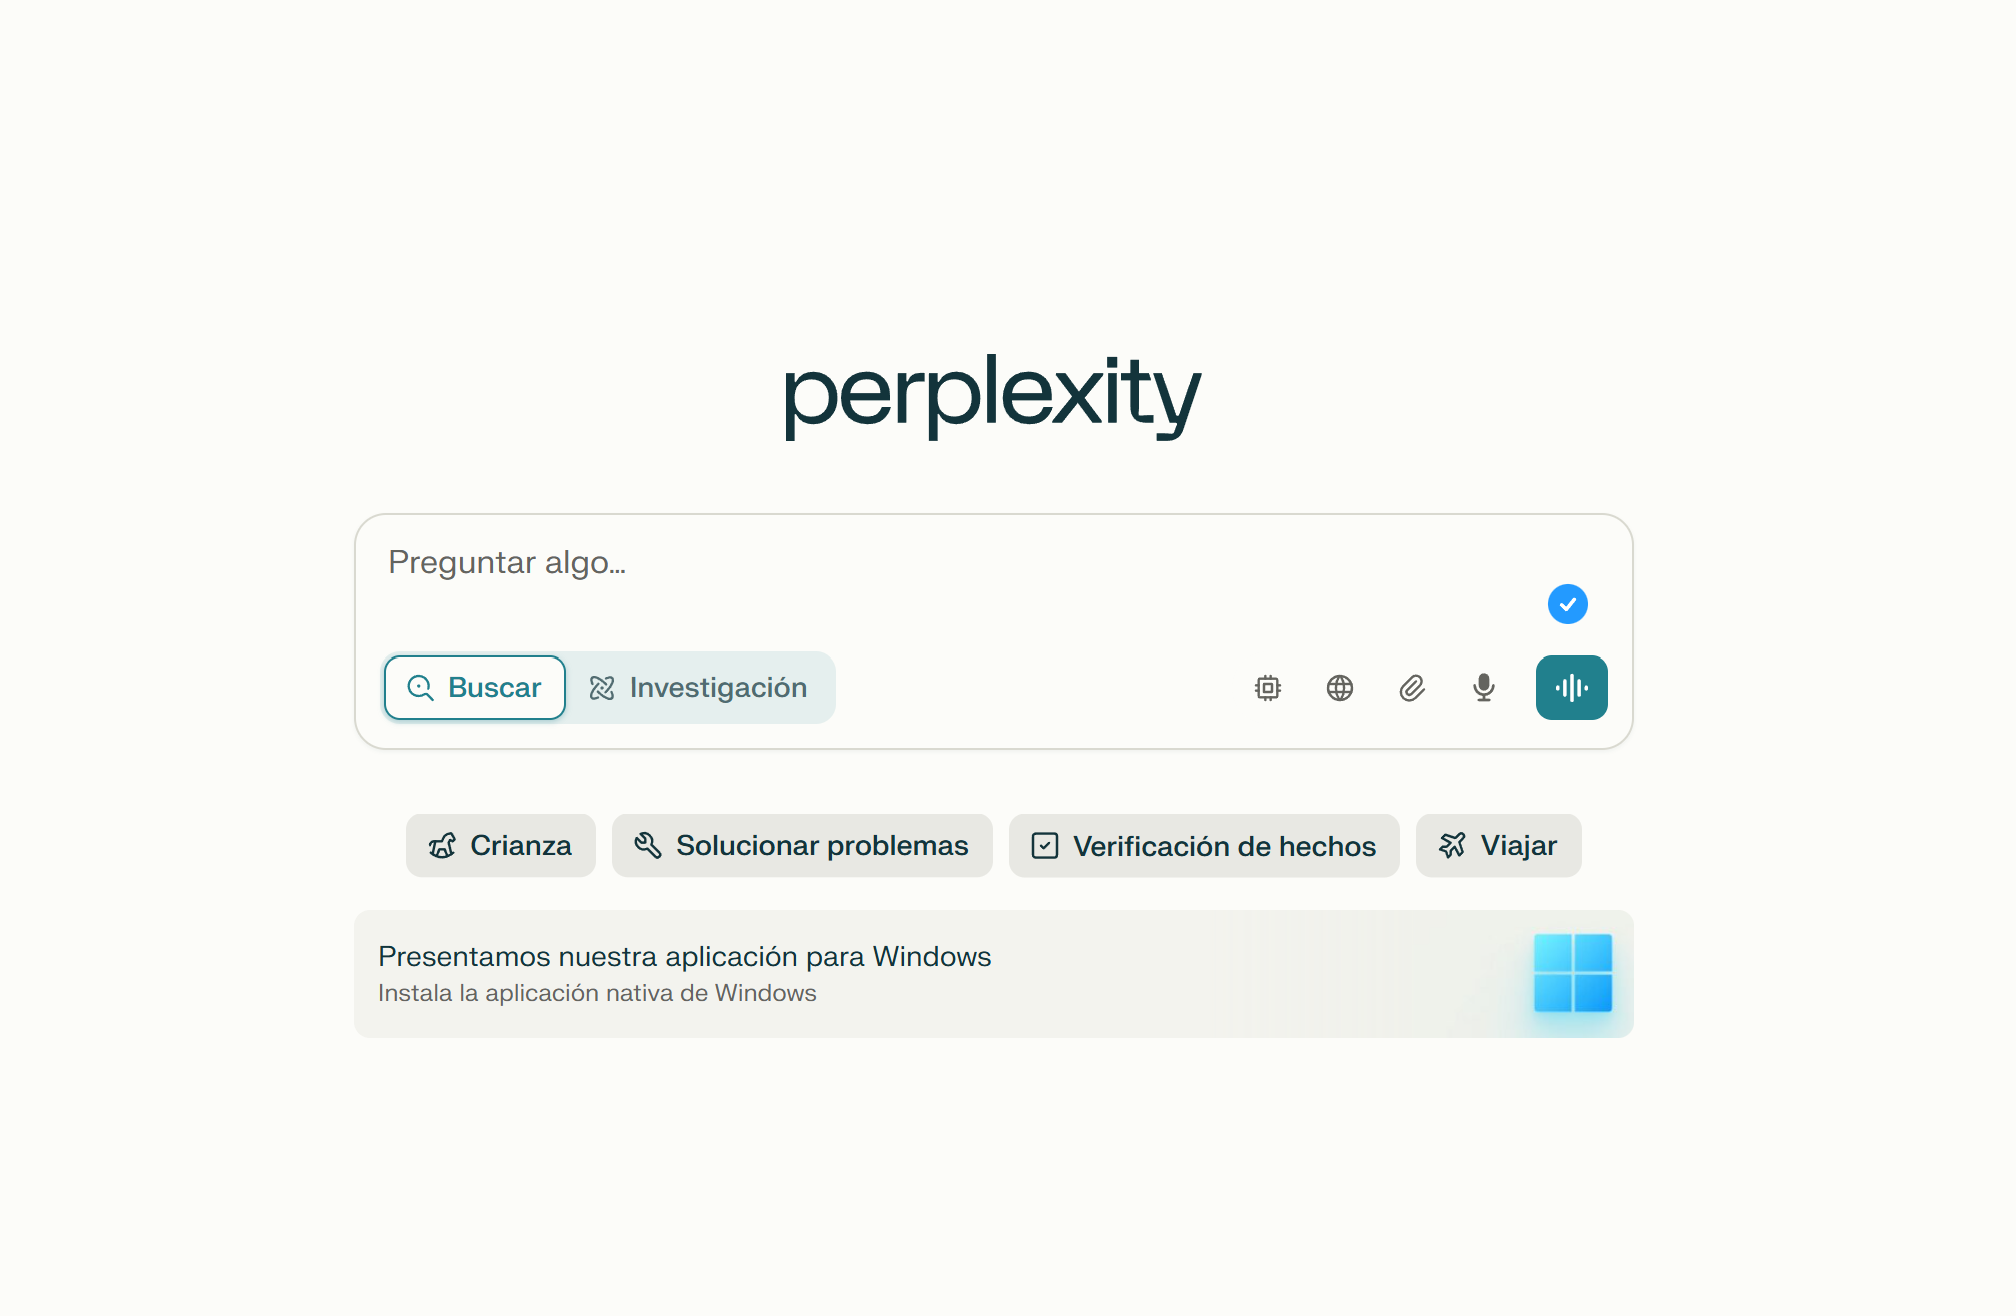 perplexity
Preguntar algo...
Buscar
Investigación
Crianza
Solucionar problemas
Verificación de hechos
Viajar
Presentamos nuestra aplicación para Windows
Instala la aplicación nativa de Windows